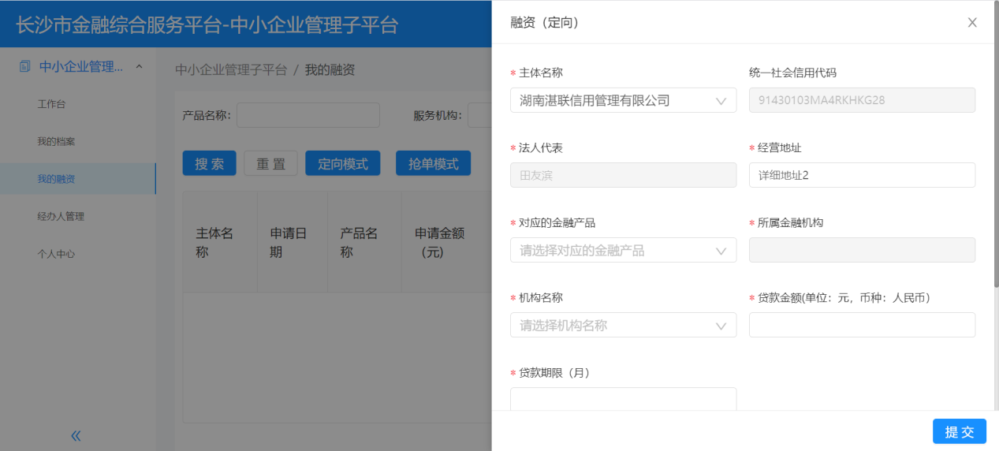 长沙市金融综合服务平台-中小企业管理子平台
中小企业管理...
工作台
我的档案
我的融资
经办人管理
个人中心
中小企业管理子平台 / 我的融资
产品名称：
服务机构：
搜 索
重 置
定向模式
抢单模式
主体名
称
申请日
期
产品名
称
申请金额
（元）
融资（定向）
* 主体名称
湖南湛联信用管理有限公司
统一社会信用代码
91430103MA4RKHKG28
* 法人代表
田友滨
* 经营地址
详细地址2
* 对应的金融产品
请选择对应的金融产品
* 所属金融机构
* 机构名称
请选择机构名称
* 贷款金额(单位：元，币种：人民币）
* 贷款期限（月）
提 交